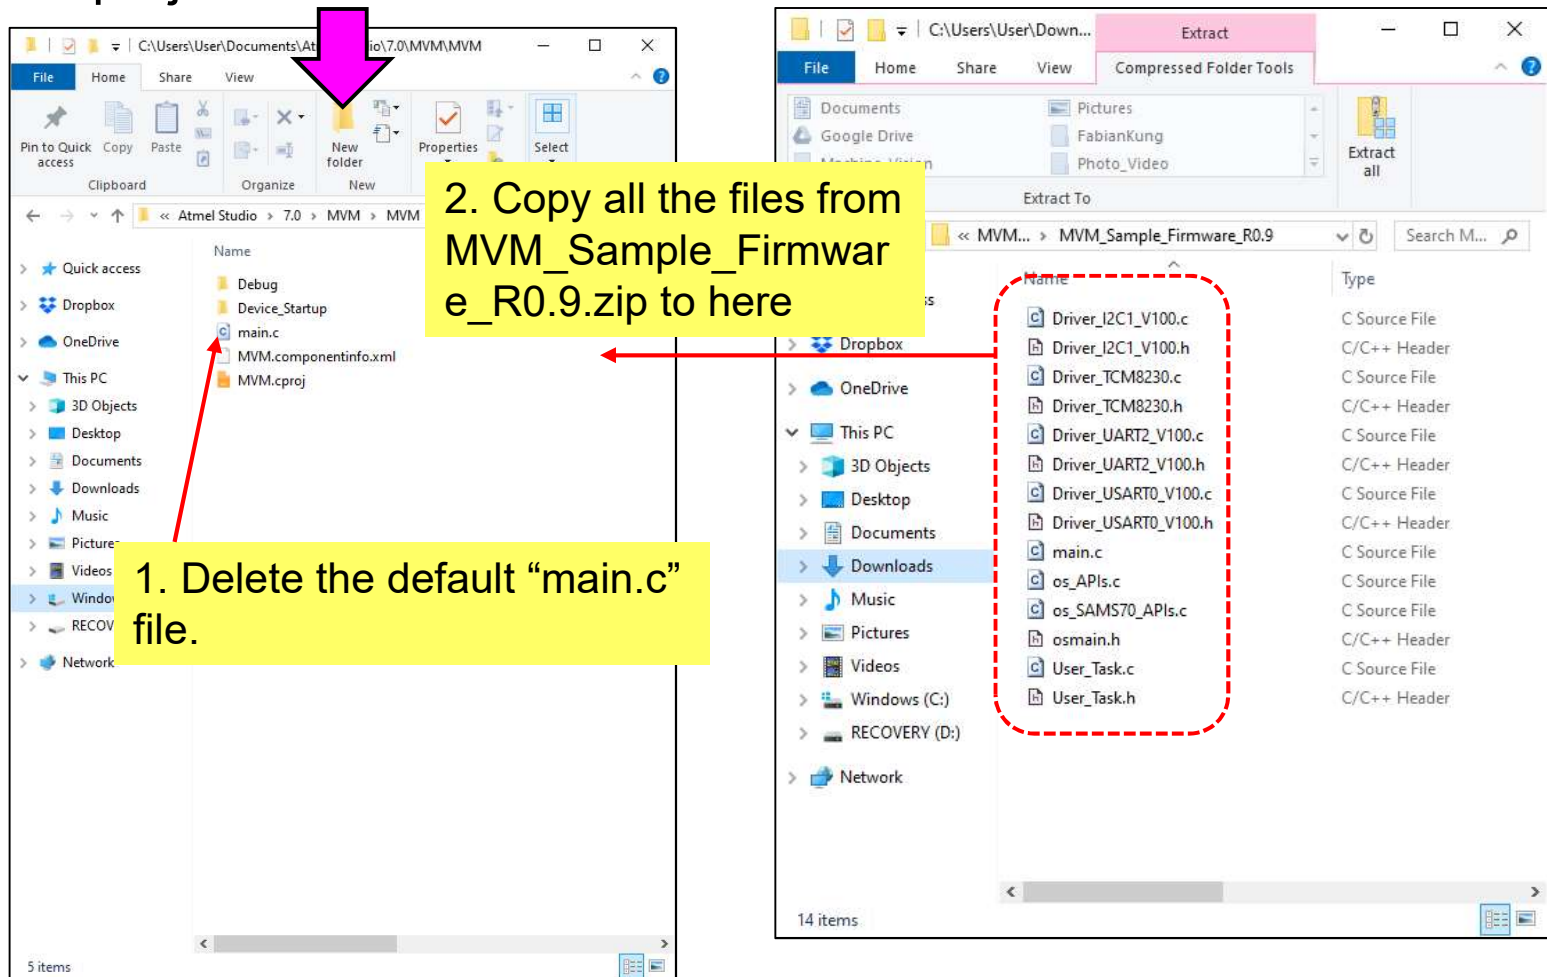 C:\Users\User\Documents\At
io\7.0\MVM\MVM
File
Home
Share
View
Pin to Quick
access
Copy
Paste
New
folder
Properties
Select
Clipboard
Organize
New
« Atmel Studio > 7.0 > MVM > MVM
Name
Quick access
Dropbox
OneDrive
This PC
3D Objects
Desktop
Documents
Downloads
Music
Pictures
Videos
Network
Debug
Device_Startup
main.c
MVM.componentinfo.xml
MVM.cproj
5 items
1. Delete the default “main.c”
file.
2. Copy all the files from
MVM_Sample_Firmwar
e_R0.9.zip to here
C:\Users\User\Down...
Extract
File
Home
Share
View
Compressed Folder Tools
Documents
Pictures
Google Drive
FabianKung
Machine_Vision
Photo_Video
Extract
all
Extract To
« MVM... > MVM_Sample_Firmware_R0.9
Search M...
Name
Type
Dropbox
OneDrive
This PC
3D Objects
Desktop
Documents
Downloads
Music
Pictures
Videos
Windows (C:)
RECOVERY (D:)
Network
Driver_I2C1_V100.c C Source File
Driver_I2C1_V100.h C/C++ Header
Driver_TCM8230.c C Source File
Driver_TCM8230.h C/C++ Header
Driver_UART2_V100.c C Source File
Driver_UART2_V100.h C/C++ Header
Driver_USART0_V100.c C Source File
Driver_USART0_V100.h C/C++ Header
main.c C Source File
os_APIs.c C Source File
os_SAMS70_APIs.c C Source File
osmain.h C/C++ Header
User_Task.c C Source File
User_Task.h C/C++ Header
14 items